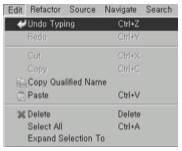 Edit Refactor Source Navigate Search
Undo Typing Ctrl+Z
Redo Ctrl+Y
Cut Ctrl+X
Copy Ctrl+C
Copy Qualified Name
Paste Ctrl+V
Delete Delete
Select All Ctrl+A
Expand Selection To